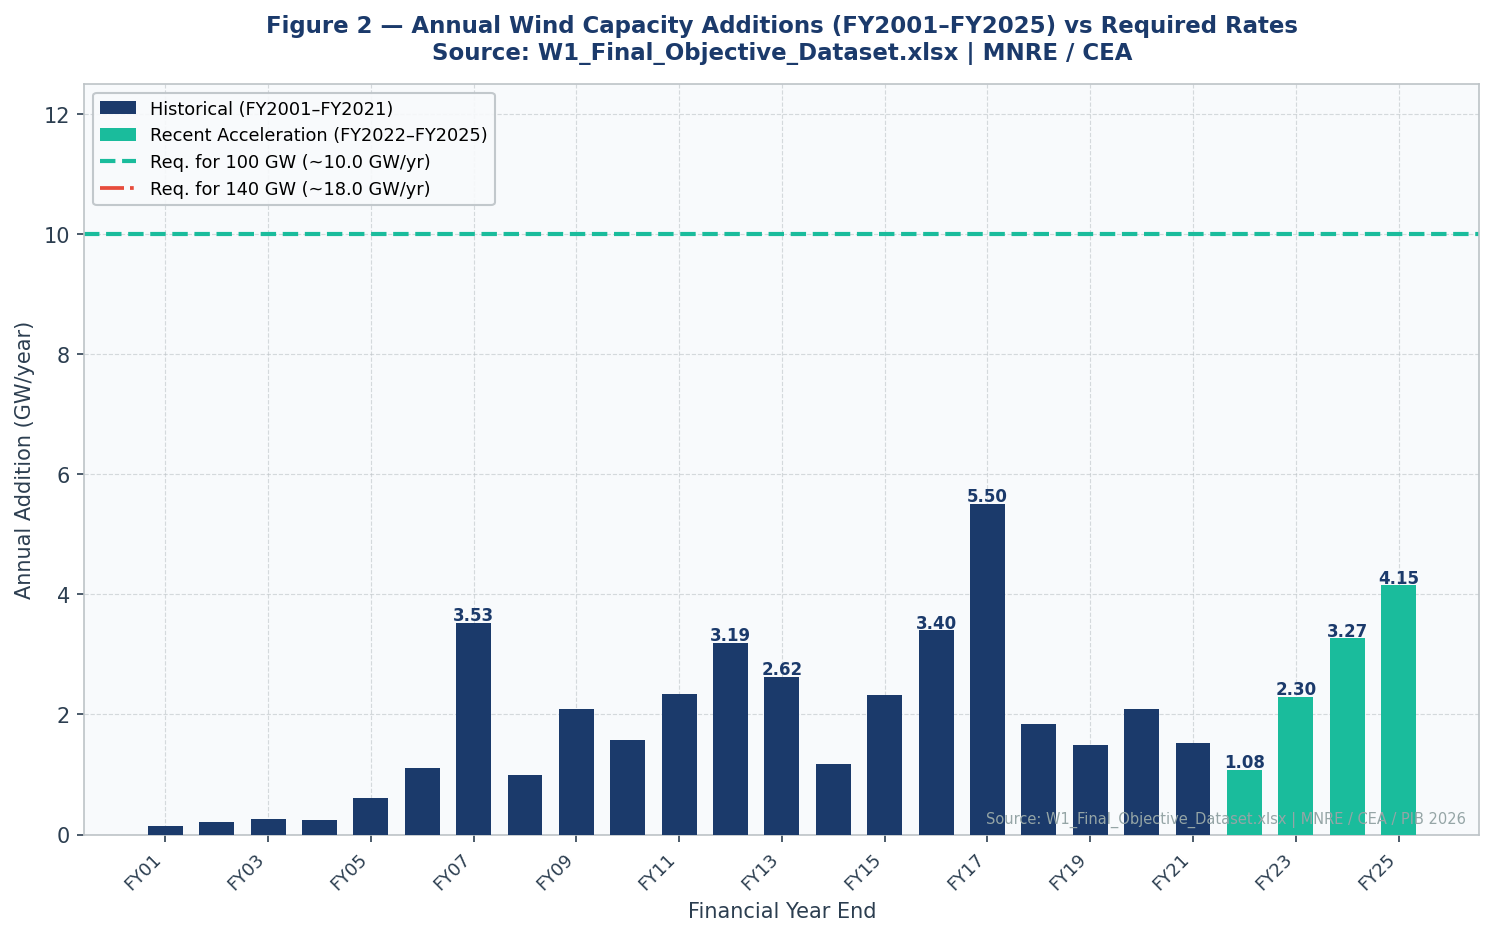 Figure 2 — Annual Wind Capacity Additions (FY2001–FY2025) vs Required Rates
Source: W1_Final_Objective_Dataset.xlsx | MNRE / CEA
Historical (FY2001–FY2021)
Recent Acceleration (FY2022–FY2025)
Req. for 100 GW (~10.0 GW/yr)
Req. for 140 GW (~18.0 GW/yr)
Annual Addition (GW/year)
12
10
8
6
4
2
0
5.50
4.15
3.53
3.40
3.27
3.19
2.62
2.30
1.08
Source: W1_Final_Objective_Dataset.xlsx | MNRE / CEA / PIB 2026
FY01 FY03 FY05 FY07 FY09 FY11 FY13 FY15 FY17 FY19 FY21 FY23 FY25
Financial Year End